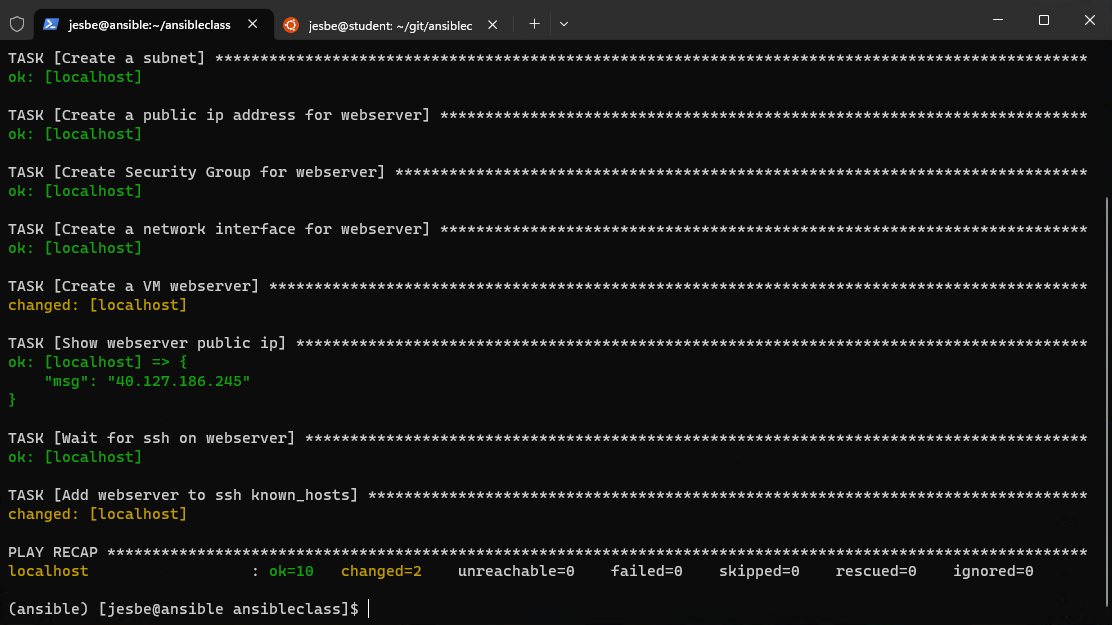 jesbe@ansible:~/ansibleclass jesbe@student: ~/git/ansiblec
TASK [Create a subnet] *************************************************************************************************
ok: [localhost]
TASK [Create a public ip address for webserver] ************************************************************************
ok: [localhost]
TASK [Create Security Group for webserver] *****************************************************************************
ok: [localhost]
TASK [Create a network interface for webserver] ************************************************************************
ok: [localhost]
TASK [Create a VM webserver] *******************************************************************************************
changed: [localhost]
TASK [Show webserver public ip] ****************************************************************************************
ok: [localhost] => {
    "msg": "40.127.186.245"
}
TASK [Wait for ssh on webserver] ***************************************************************************************
ok: [localhost]
TASK [Add webserver to ssh known_hosts] ********************************************************************************
changed: [localhost]
PLAY RECAP *************************************************************************************************************
localhost                  : ok=10   changed=2    unreachable=0    failed=0    skipped=0    rescued=0    ignored=0
(ansible) [jesbe@ansible ansibleclass]$